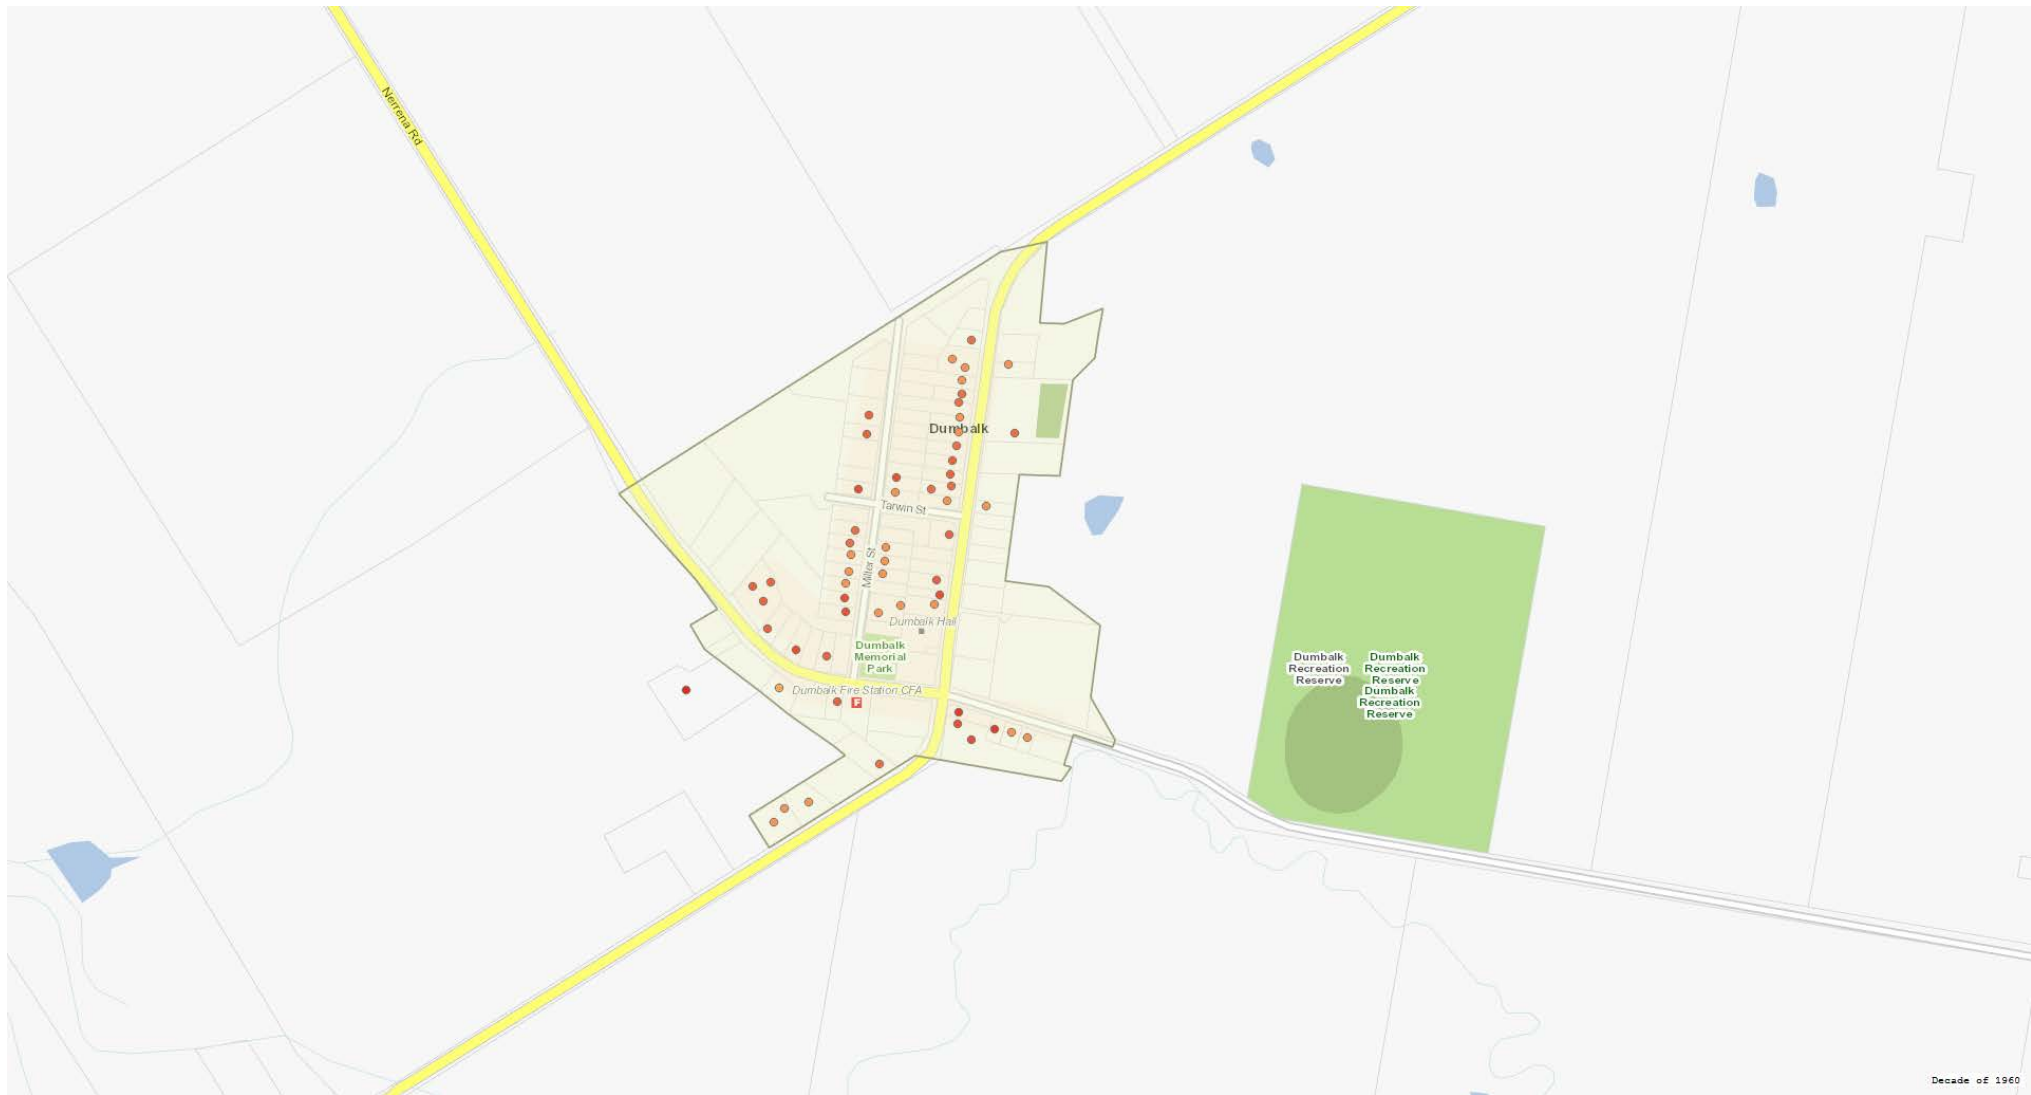 Nerrena Rd
Dumbalk
Tarwin St
Miller St
Dumbalk Hall
Dumbalk
Memorial
Park
Dumbalk Fire Station CFA
F
Dumbalk
Recreation
Reserve
Dumbalk
Recreation
Reserve
Dumbalk
Recreation
Reserve
Decade of 1960